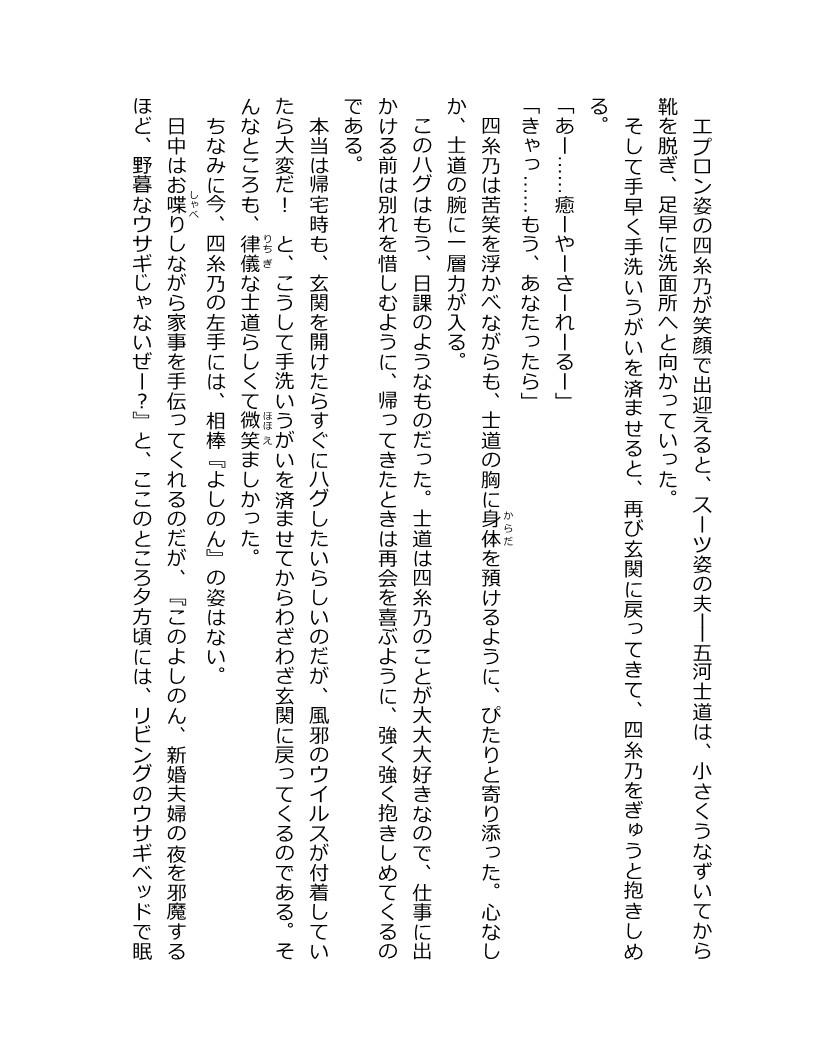 エプロン姿の四糸乃が笑顔で出迎えると、スーツ姿の夫――五河士道は、小さくうなずいてから
靴を脱ぎ、足早に洗面所へと向かっていった。
そして手早く手洗いうがいを済ませると、再び玄関に戻ってきて、四糸乃をぎゅうと抱きしめ
る。
「あー……癒ーやーさーれーるー」
「きゃっ……もう、あなたったら」
四糸乃は苦笑を浮かべながらも、士道の胸に身体からだを預けるように、ぴたりと寄り添った。心なし
か、士道の腕に一層力が入る。
このハグはもう、日課のようなものだった。士道は四糸乃のことが大大大好きなので、仕事に出
かける前は別れを惜しむように、帰ってきたときは再会を喜ぶように、強く強く抱きしめてくるの
である。
本当は帰宅時も、玄関を開けたらすぐにハグしたいらしいのだが、風邪のウイルスが付着してい
たら大変だ！　と、こうして手洗いうがいを済ませてからわざわざ玄関に戻ってくるのである。そ
んなところも、律儀りちぎな士道らしくて微笑ほほえましかった。
ちなみに今、四糸乃の左手には、相棒『よしのん』の姿はない。
日中はお喋しゃべりしながら家事を手伝ってくれるのだが、『このよしのん、新婚夫婦の夜を邪魔する
ほど、野暮なウサギじゃないぜー？』と、ここのところ夕方頃には、リビングのウサギベッドで眠